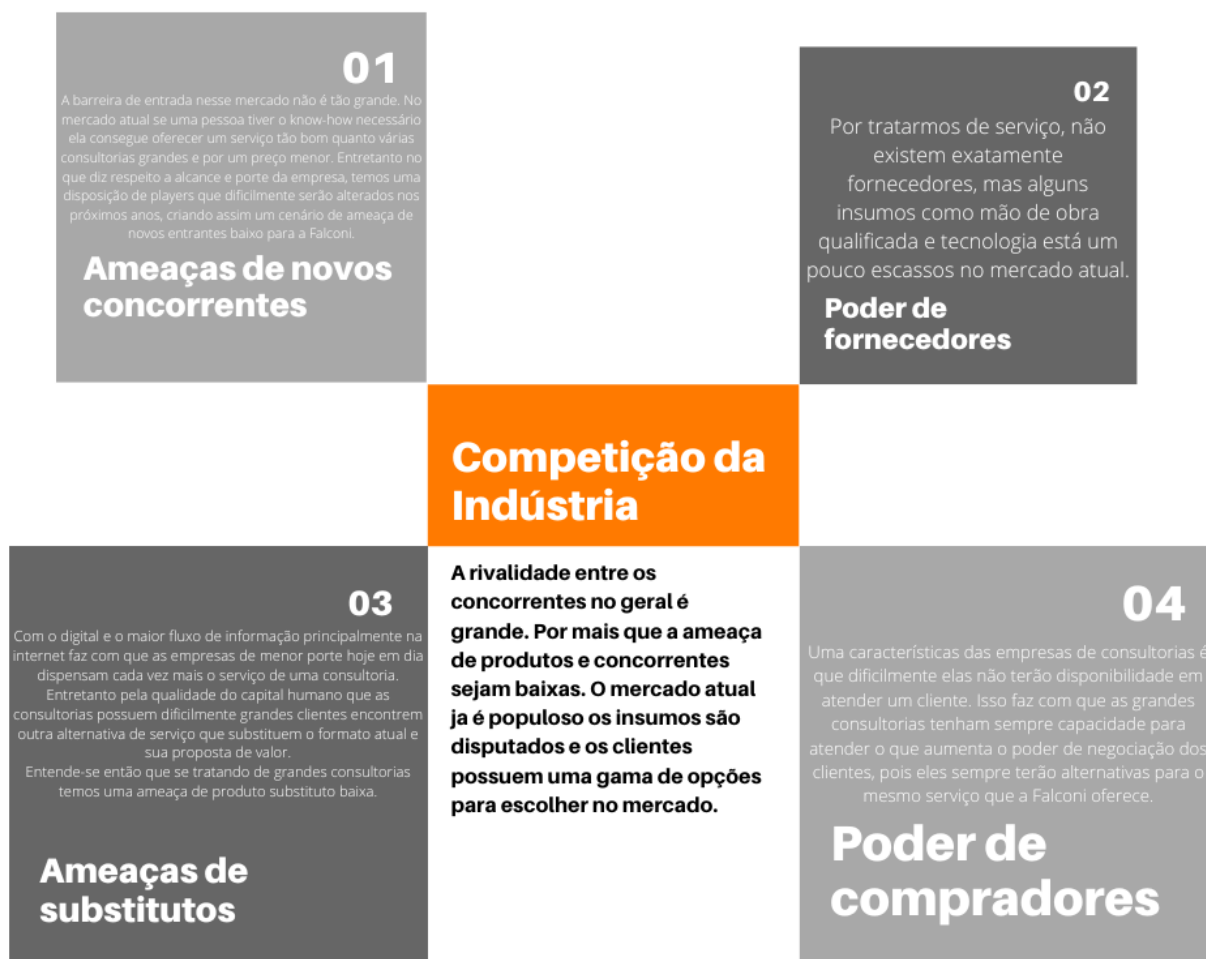 01
A barreira de entrada nesse mercado não é tão grande. No
mercado atual se uma pessoa tiver o know-how necessário
ela consegue oferecer um serviço tão bom quanto várias
consultorias grandes e por um preço menor. Entretanto no
que diz respeito a alcance e porte da empresa, temos uma
disposição de players que dificilmente serão alterados nos
próximos anos, criando assim um cenário de ameaça de
novos entrantes baixo para a Falconi.
Ameaças de novos
concorrentes
02
Por tratarmos de serviço, não
existem exatamente
fornecedores, mas alguns
insumos como mão de obra
qualificada e tecnologia está um
pouco escassos no mercado atual.
Poder de
fornecedores
Competição da
Indústria
A rivalidade entre os
concorrentes no geral é
grande. Por mais que a ameaça
de produtos e concorrentes
sejam baixas. O mercado atual
ja é populoso os insumos são
disputados e os clientes
possuem uma gama de opções
para escolher no mercado.
03
Com o digital e o maior fluxo de informação principalmente na
internet faz com que as empresas de menor porte hoje em dia
dispensam cada vez mais o serviço de uma consultoria.
Entretanto pela qualidade do capital humano que as
consultorias possuem dificilmente grandes clientes encontrem
outra alternativa de serviço que substituem o formato atual e
sua proposta de valor.
Entende-se então que se tratando de grandes consultorias
temos uma ameaça de produto substituto baixa.
Ameaças de
substitutos
04
Uma características das empresas de consultorias é
que dificilmente elas não terão disponibilidade em
atender um cliente. Isso faz com que as grandes
consultorias tenham sempre capacidade para
atender o que aumenta o poder de negociação dos
clientes, pois eles sempre terão alternativas para o
mesmo serviço que a Falconi oferece.
Poder de
compradores